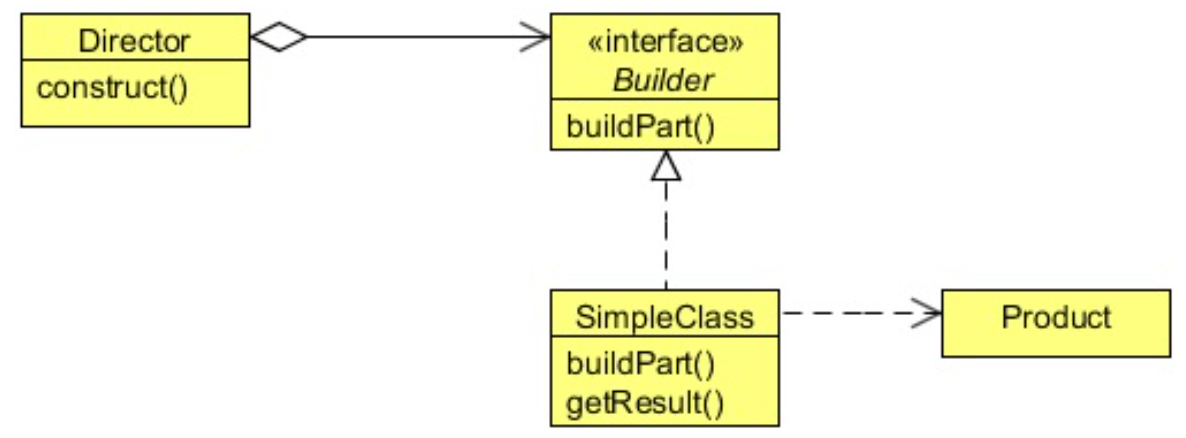 Director
construct()
«interface»
Builder
buildPart()
SimpleClass
buildPart()
getResult()
Product